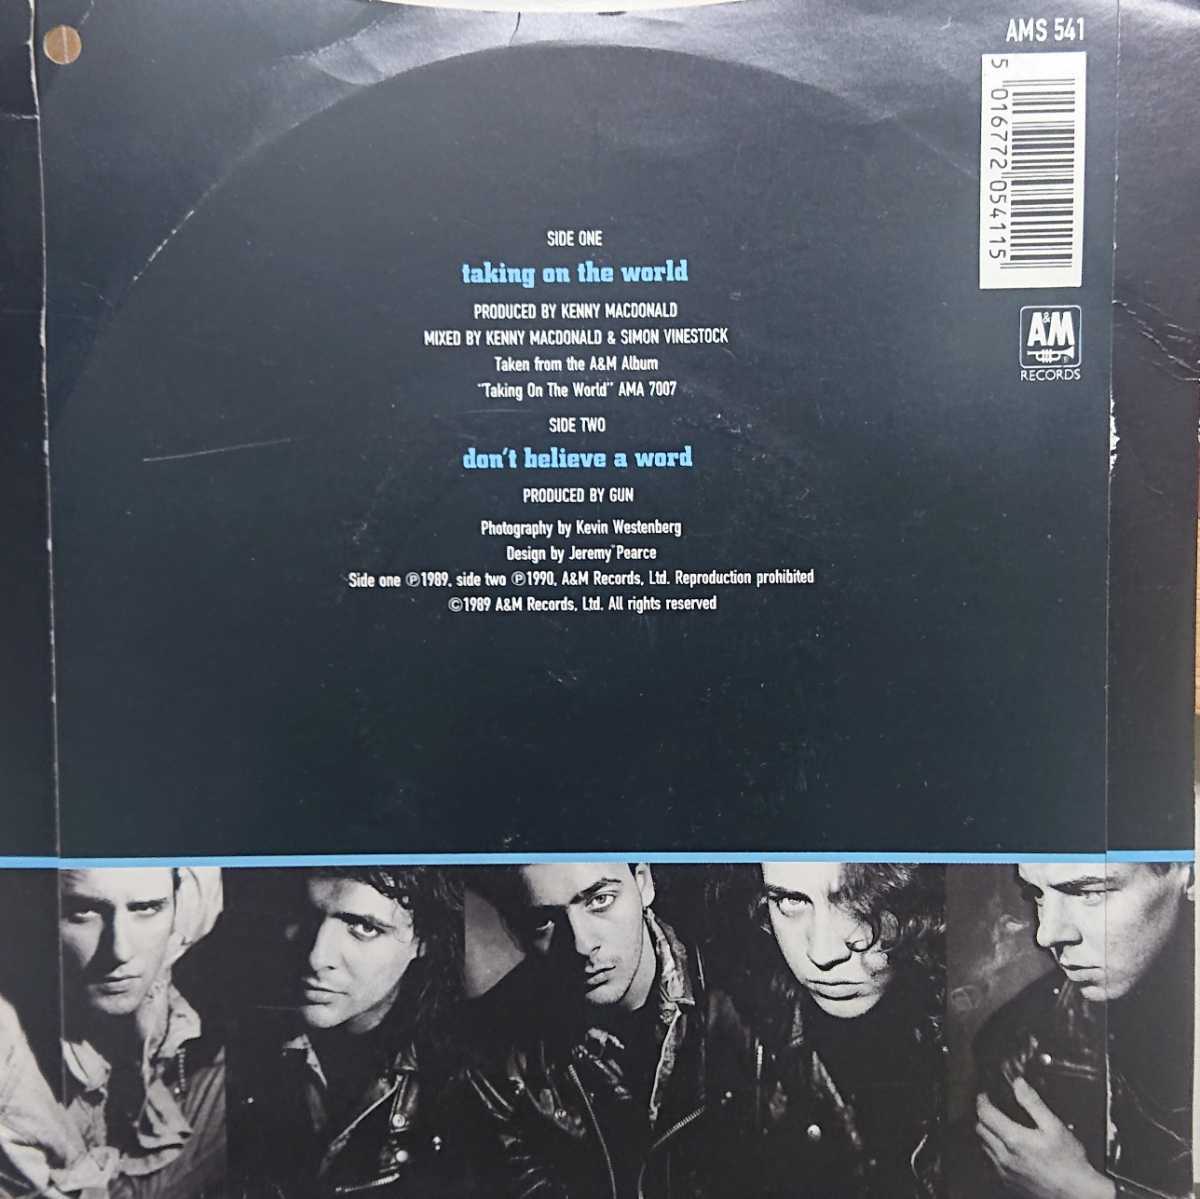 AMS 541
5 016772 054115
A&M
RECORDS
SIDE ONE
taking on the world
PRODUCED BY KENNY MACDONALD
MIXED BY KENNY MACDONALD & SIMON VINESTOCK
Taken from the A&M Album
"Taking On The World" AMA 7007
SIDE TWO
don't believe a word
PRODUCED BY GUN
Photography by Kevin Westenberg
Design by Jeremy Pearce
Side one ℗1989, side two ℗1990, A&M Records, Ltd. Reproduction prohibited
©1989 A&M Records, Ltd. All rights reserved